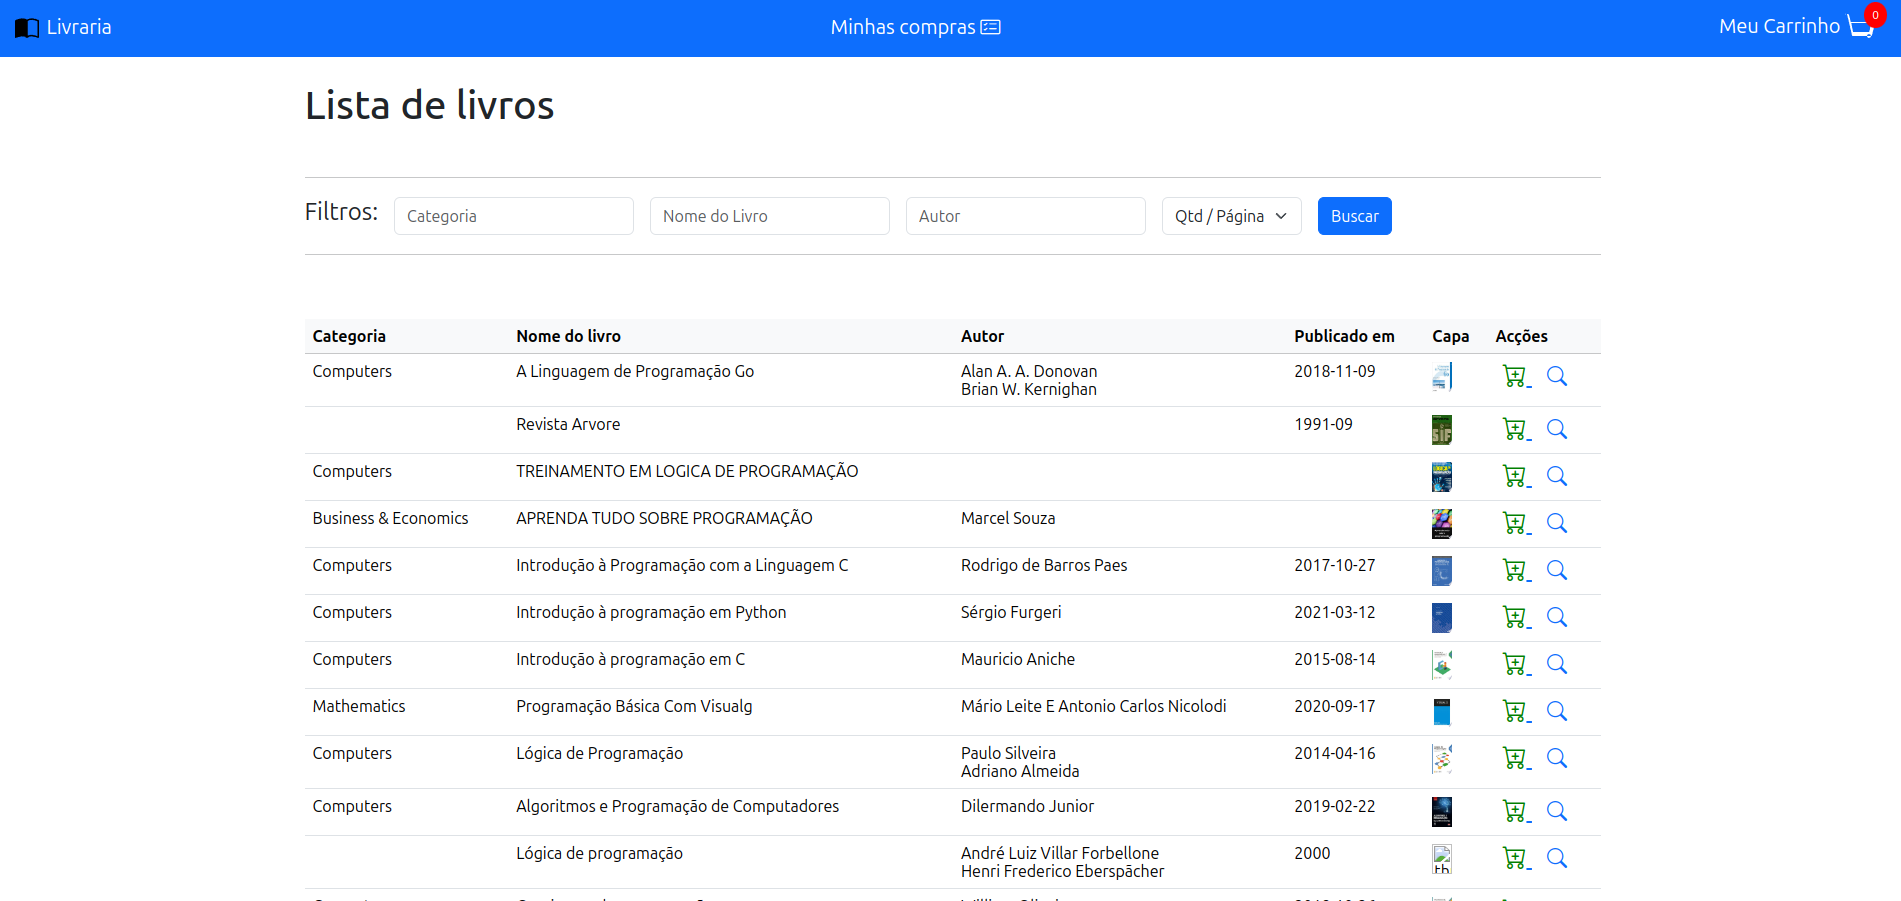 Livraria
Minhas compras
Meu Carrinho 0
Lista de livros
Filtros: Categoria Nome do Livro Autor Qtd / Página Buscar
Categoria Nome do livro Autor Publicado em Capa Acções
Computers A Linguagem de Programação Go Alan A. A. Donovan 2018-11-09
Brian W. Kernighan
Revista Arvore 1991-09
Computers TREINAMENTO EM LOGICA DE PROGRAMAÇÃO
Business & Economics APRENDA TUDO SOBRE PROGRAMAÇÃO Marcel Souza
Computers Introdução à Programação com a Linguagem C Rodrigo de Barros Paes 2017-10-27
Computers Introdução à programação em Python Sérgio Furgeri 2021-03-12
Computers Introdução à programação em C Mauricio Aniche 2015-08-14
Mathematics Programação Básica Com Visualg Mário Leite E Antonio Carlos Nicolodi 2020-09-17
Computers Lógica de Programação Paulo Silveira 2014-04-16
Adriano Almeida
Computers Algoritmos e Programação de Computadores Dilermando Junior 2019-02-22
Lógica de programação André Luiz Villar Forbellone 2000
Henri Frederico Eberspächer